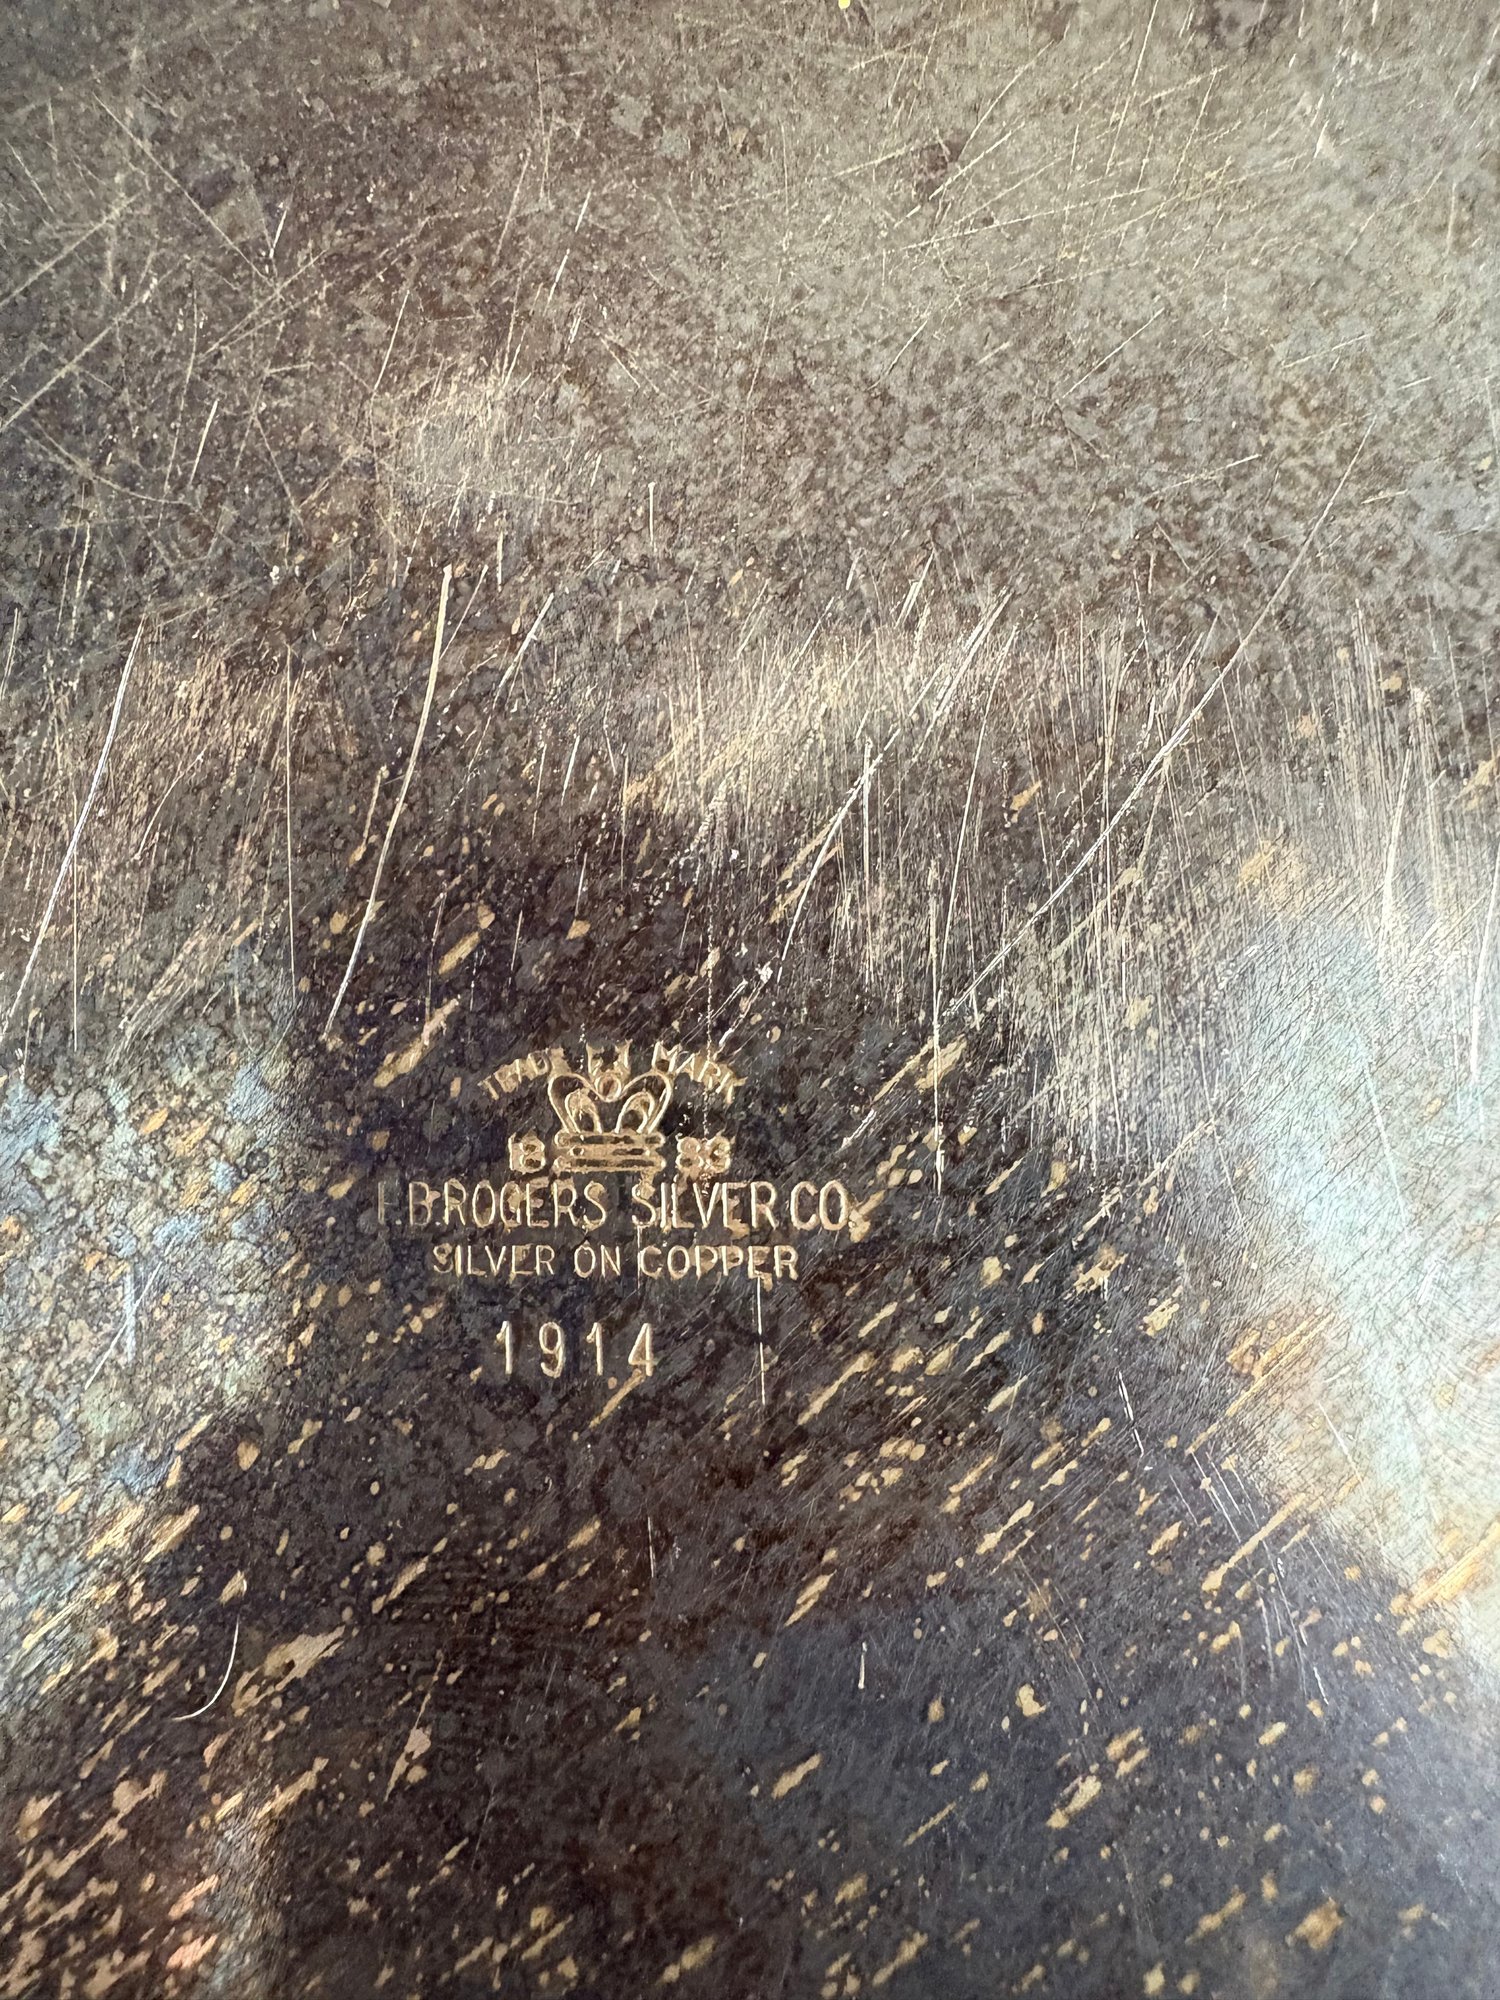 TRADE MARK
18 83
F.B.ROGERS SILVER CO.
SILVER ON COPPER
1914